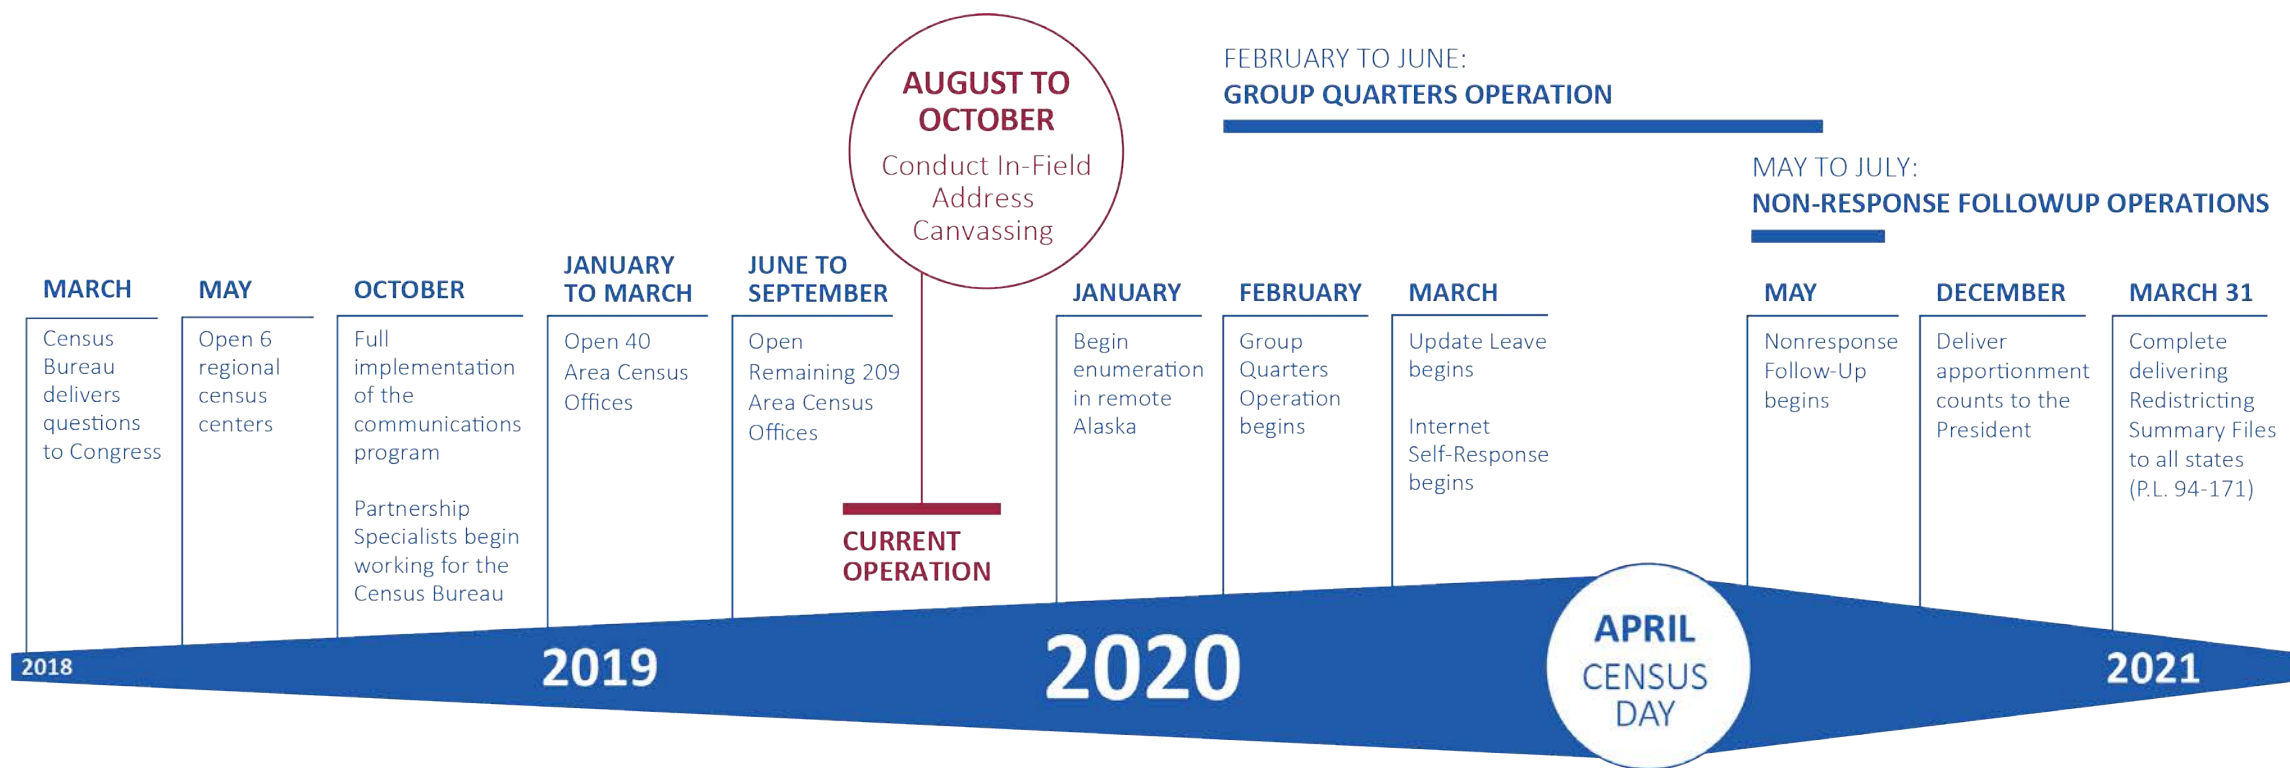 MARCH
Census
Bureau
delivers
questions
to Congress
MAY
Open 6
regional
census
centers
OCTOBER
Full
implementation
of the
communications
program
Partnership
Specialists begin
working for the
Census Bureau
JANUARY
TO MARCH
Open 40
Area Census
Offices
JUNE TO
SEPTEMBER
Open
Remaining 209
Area Census
Offices
AUGUST TO
OCTOBER
Conduct In-Field
Address
Canvassing
CURRENT
OPERATION
FEBRUARY TO JUNE:
GROUP QUARTERS OPERATION
MAY TO JULY:
NON-RESPONSE FOLLOWUP OPERATIONS
JANUARY
Begin
enumeration
in remote
Alaska
FEBRUARY
Group
Quarters
Operation
begins
MARCH
Update Leave
begins
Internet
Self-Response
begins
MAY
Nonresponse
Follow-Up
begins
DECEMBER
Deliver
apportionment
counts to the
President
MARCH 31
Complete
delivering
Redistricting
Summary Files
to all states
(P.L. 94-171)
2018
2019
2020
APRIL
CENSUS
DAY
2021